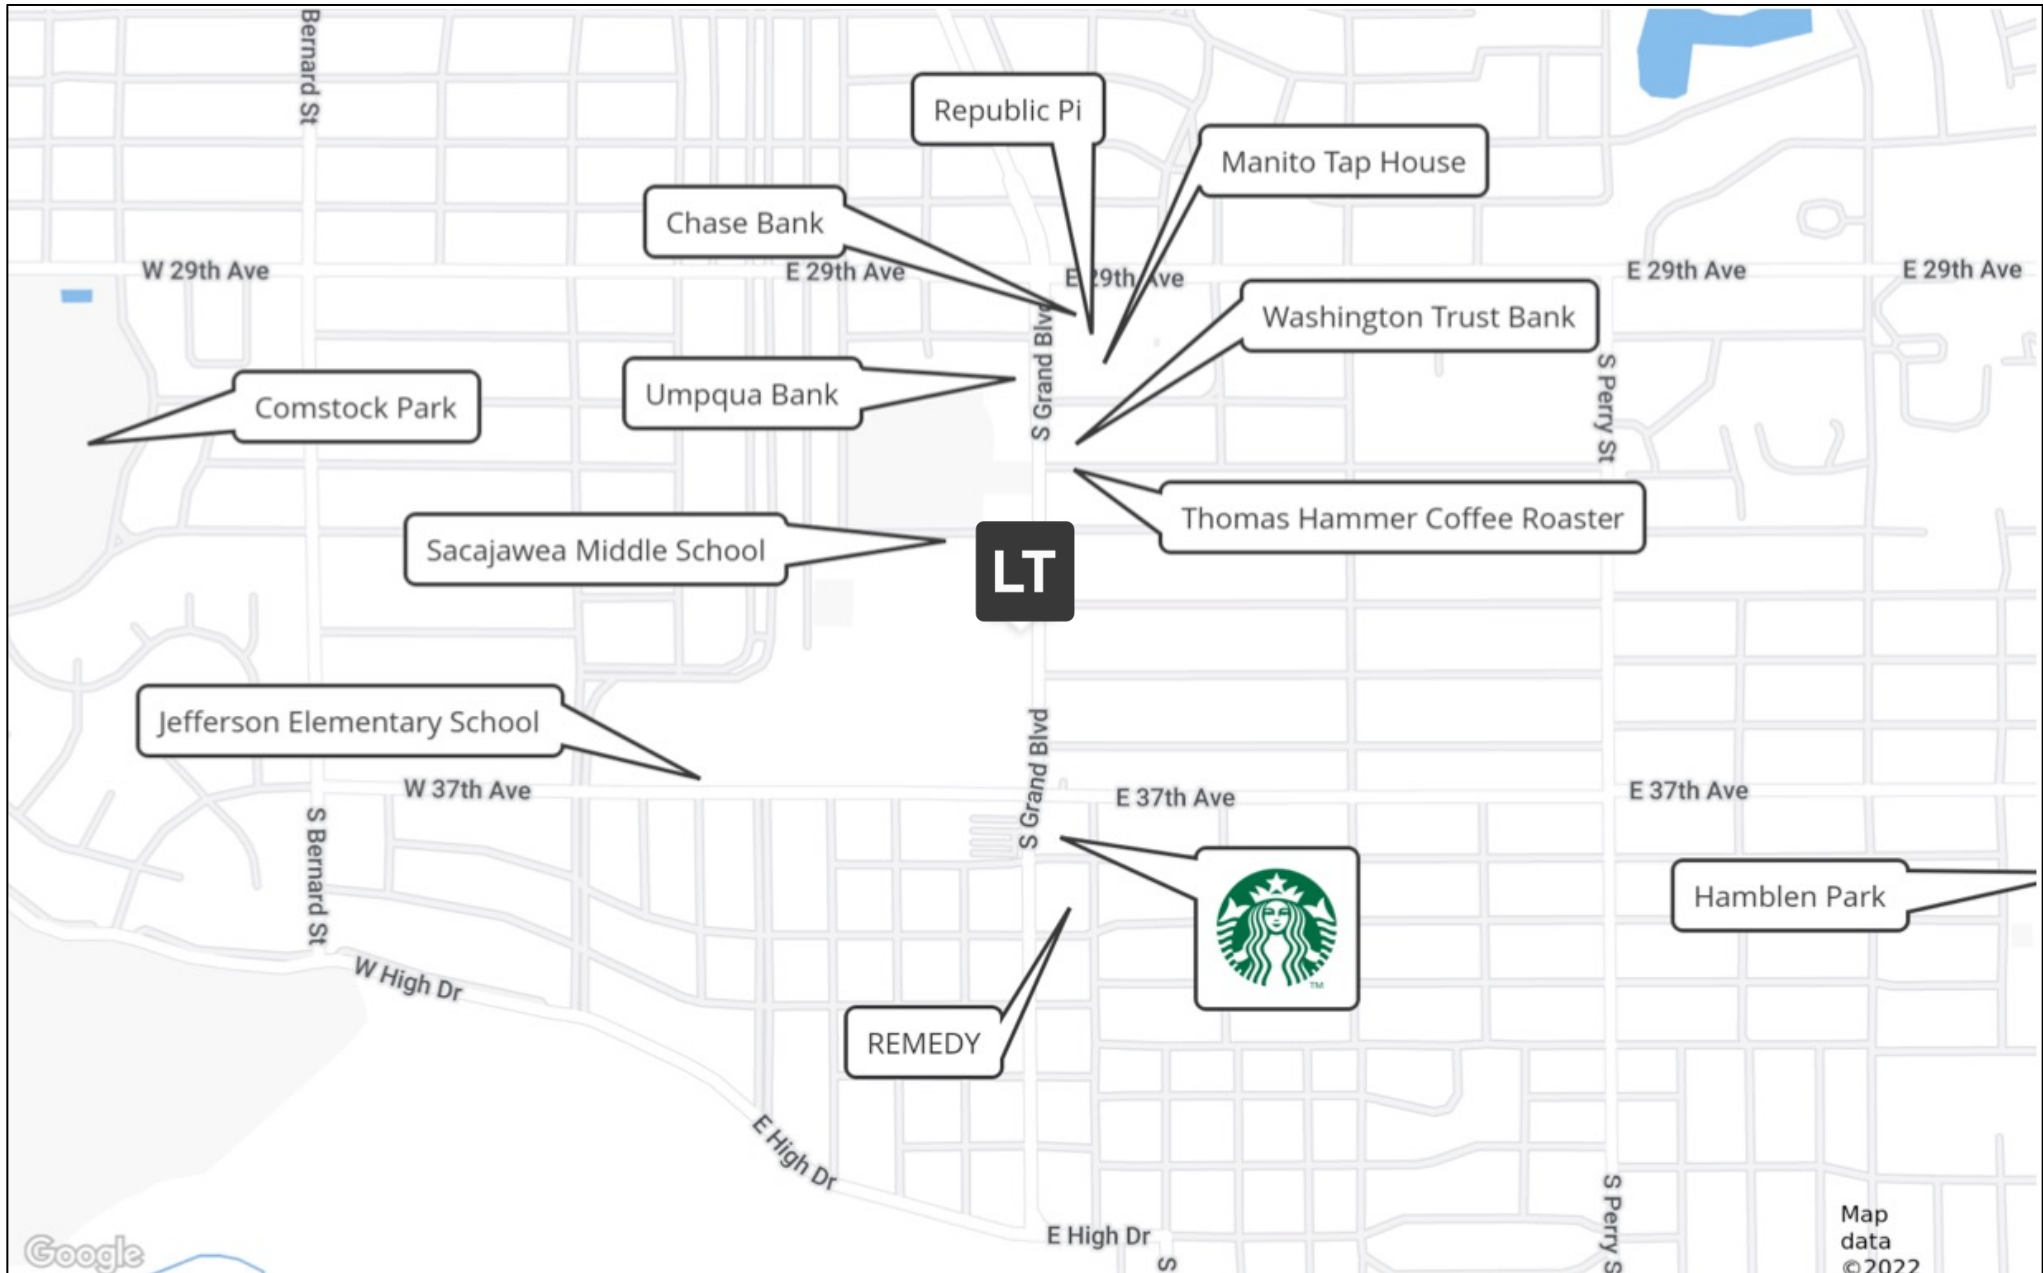 Bernard St
Republic Pi
Manito Tap House
Chase Bank
W 29th Ave
E 29th Ave
E 29th Ave
E 29th Ave
E 29th Ave
Washington Trust Bank
S Grand Blvd
Umpqua Bank
Comstock Park
S Perry St
Thomas Hammer Coffee Roaster
Sacajawea Middle School
LT
Jefferson Elementary School
S Grand Blvd
W 37th Ave
E 37th Ave
E 37th Ave
S Bernard St
Hamblen Park
TM
W High Dr
REMEDY
E High Dr
E High Dr
S
S Perry S
Map
data
©2022
Google